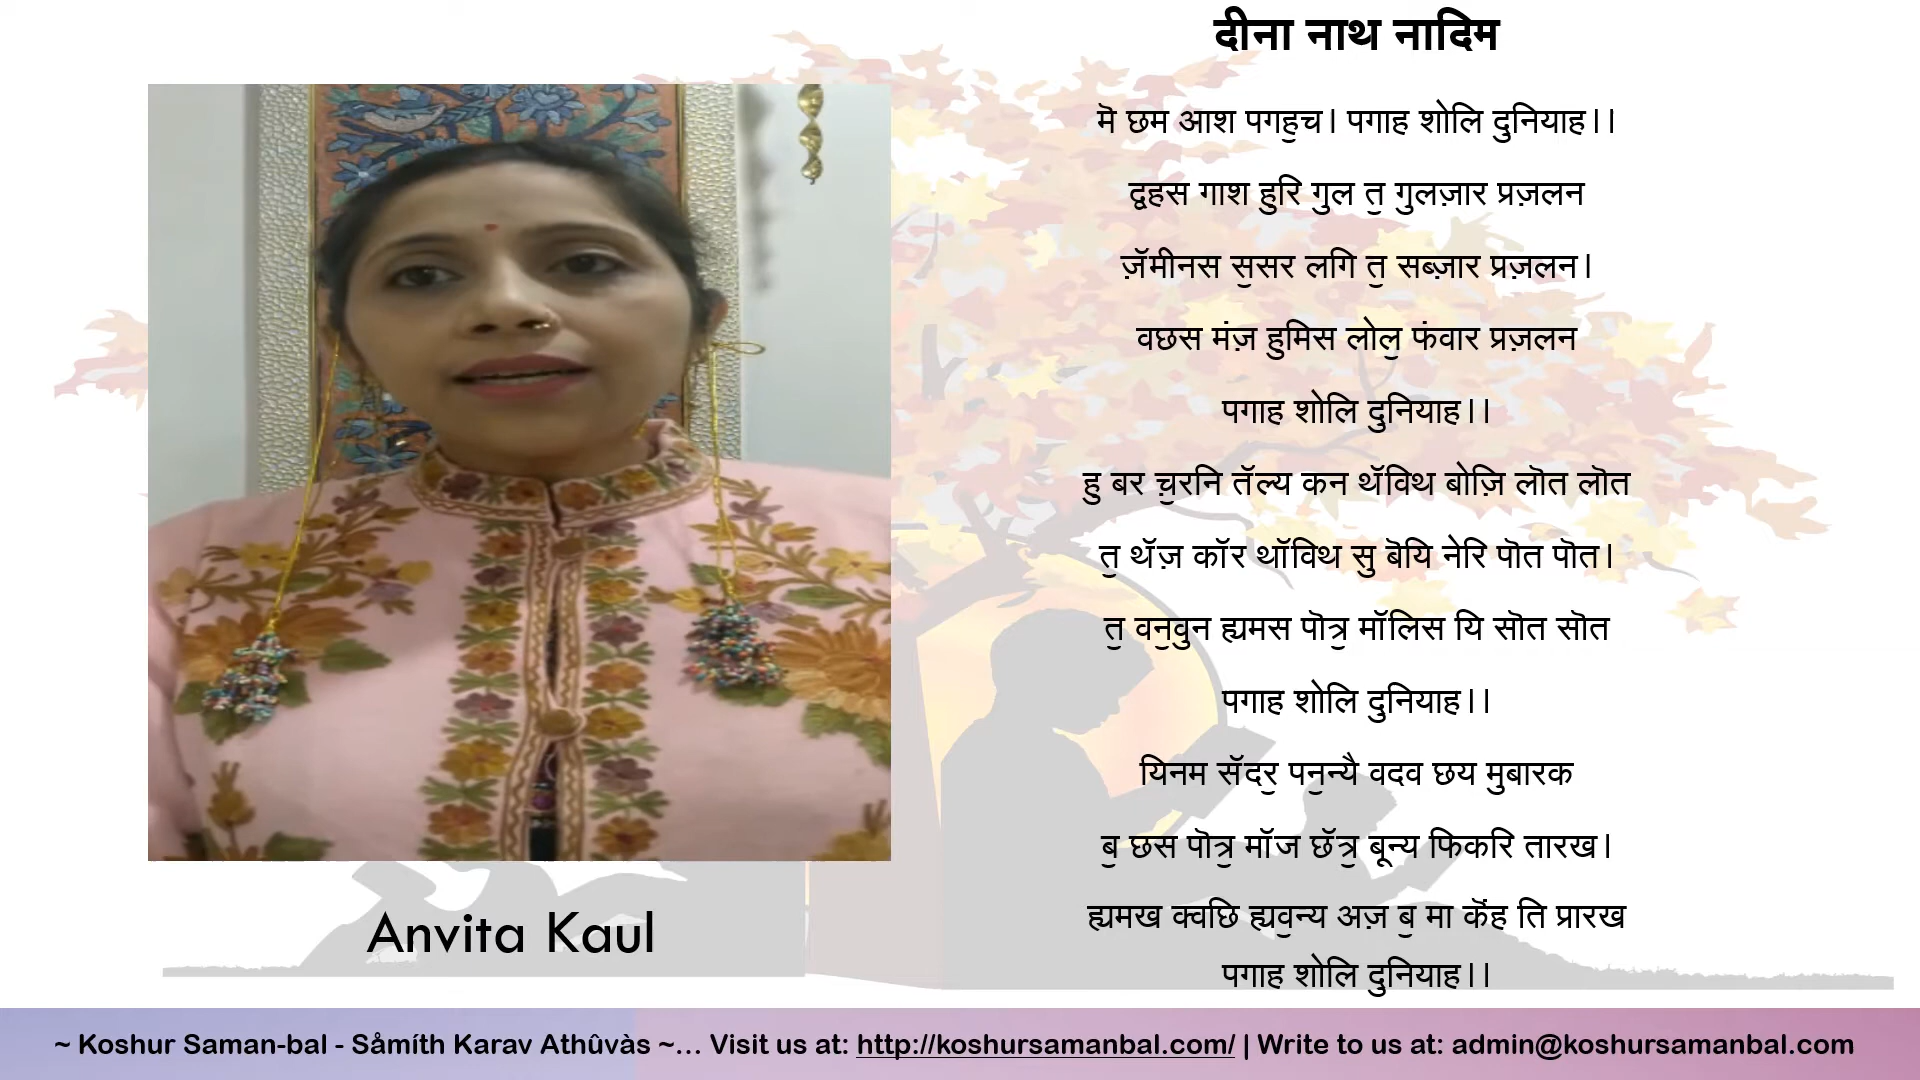 दीना नाथ नादिम
मॆ छम आश पगह॒च। पगाह शोलि दुनियाह।।
द्वहस गाश हुरि गुल त॒ गुलज़ार प्रज़लन
ज़ॅमीनस स॒सर लगि त॒ सब्ज़ार प्रज़लन।
वछस मंज़ हुमिस लोल॒ फंवार प्रज़लन
पगाह शोलि दुनियाह।।
हु बर च॒रनि तॅल्य कन थॅविथ बोज़ि लॊत लॊत
त॒ थॅज़ कॉर थॉविथ सु बॆयि नेरि पॊत पॊत।
त॒ वन॒वुन ह्यमस पॊत्र॒ मॉलिस यि सॊत सॊत
पगाह शोलि दुनियाह।।
यिनम सॅदर॒ पन॒न्यै वदव छय मुबारक
ब॒ छस पॊत्र॒ मॉज छॅत्र॒ बून्य फिकरि तारख।
ह्यमख क्वछि ह्यव॒न्य अज़ ब॒ मा कॆंह ति प्रारख
पगाह शोलि दुनियाह।।
Anvita Kaul
~ Koshur Saman-bal - Såmíth Karav Athûvàs ~... Visit us at: http://koshursamanbal.com/ | Write to us at: admin@koshursamanbal.com